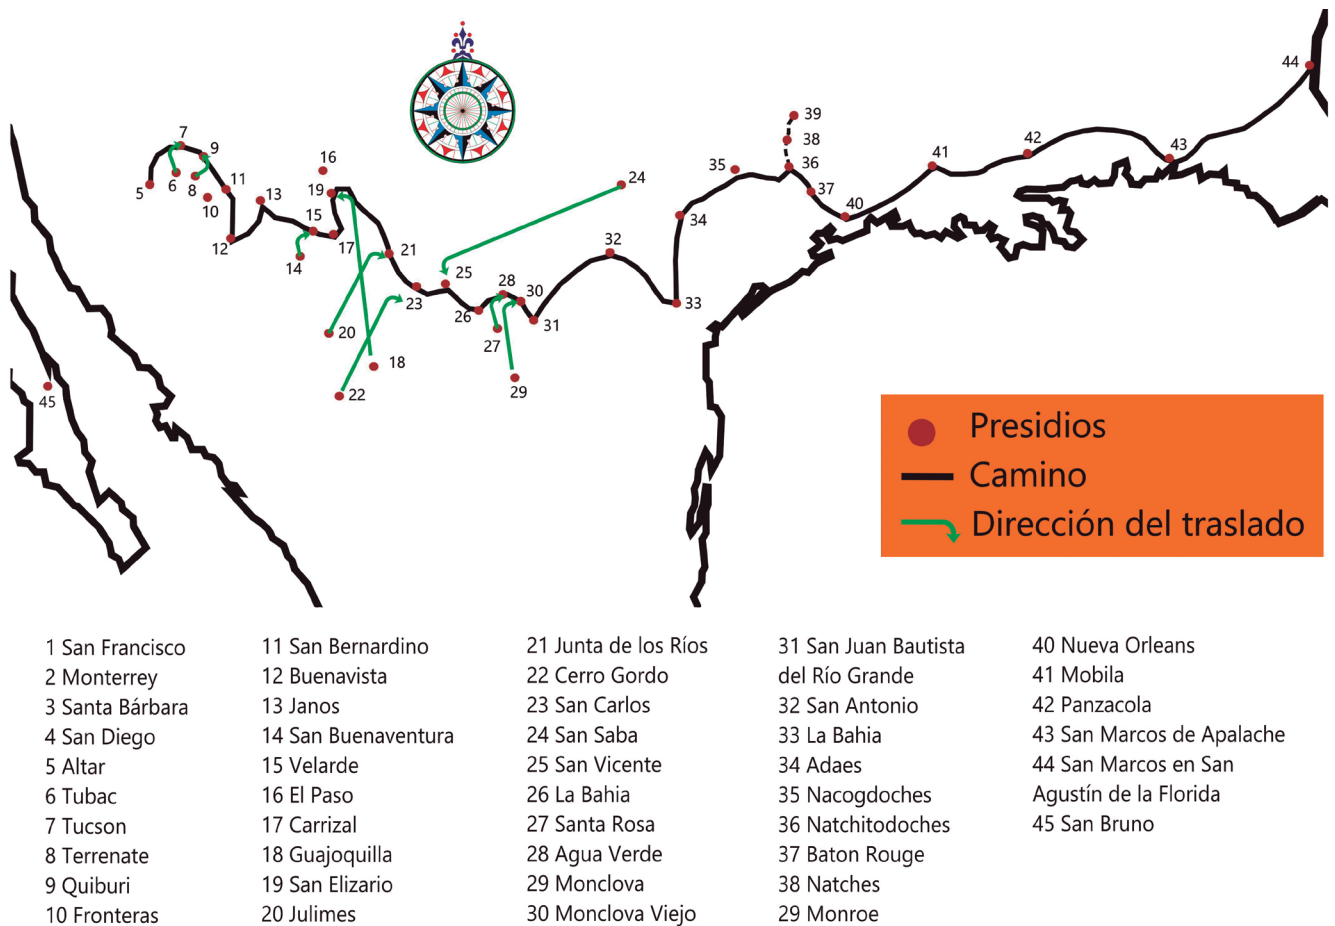 44
39
7
38
42
9
16
36
41
43
35
5
6
8
11
19
24
37
10
13
40
34
12
15
17
21
32
14
25
28
23
30
33
26
31
20
27
18
29
22
45
Presidios
Camino
Dirección del traslado
1 San Francisco
2 Monterrey
3 Santa Bárbara
4 San Diego
5 Altar
6 Tubac
7 Tucson
8 Terrenate
9 Quiburi
10 Fronteras
11 San Bernardino
12 Buenavista
13 Janos
14 San Buenaventura
15 Velarde
16 El Paso
17 Carrizal
18 Guajoquilla
19 San Elizario
20 Julimes
21 Junta de los Ríos
22 Cerro Gordo
23 San Carlos
24 San Saba
25 San Vicente
26 La Bahia
27 Santa Rosa
28 Agua Verde
29 Monclova
30 Monclova Viejo
31 San Juan Bautista
del Río Grande
32 San Antonio
33 La Bahia
34 Adaes
35 Nacogdoches
36 Natchitodoches
37 Baton Rouge
38 Natches
29 Monroe
40 Nueva Orleans
41 Mobila
42 Panzacola
43 San Marcos de Apalache
44 San Marcos en San
Agustín de la Florida
45 San Bruno